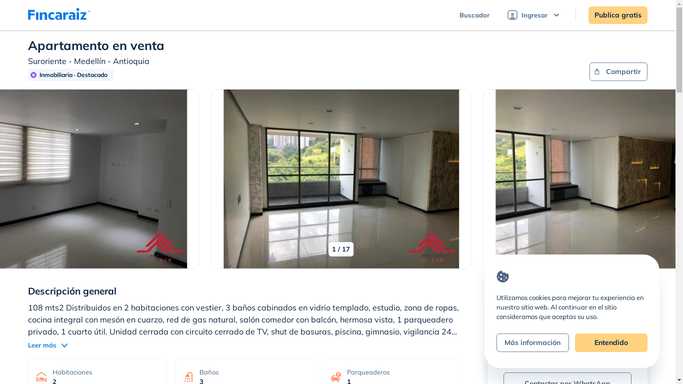 Fincaraiz
Buscador
Ingresar
Publica gratis
Apartamento en venta
Suroriente - Medellín - Antioquia
Inmobiliaria · Destacado
Compartir
1 / 17
Descripción general
108 mts2 Distribuidos en 2 habitaciones con vestier, 3 baños cabinados en vidrio templado, estudio, zona de ropas,
cocina integral con mesón en cuarzo, red de gas natural, salón comedor con balcón, hermosa vista, 1 parqueadero
privado, 1 cuarto útil. Unidad cerrada con circuito cerrado de TV, shut de basuras, piscina, gimnasio, vigilancia 24...
Leer más
Habitaciones
2
Baños
3
Parqueaderos
1
Utilizamos cookies para mejorar tu experiencia en
nuestro sitio web. Al continuar en el sitio
consideramos que aceptas su uso.
Más información
Entendido
Contactar por WhatsApp